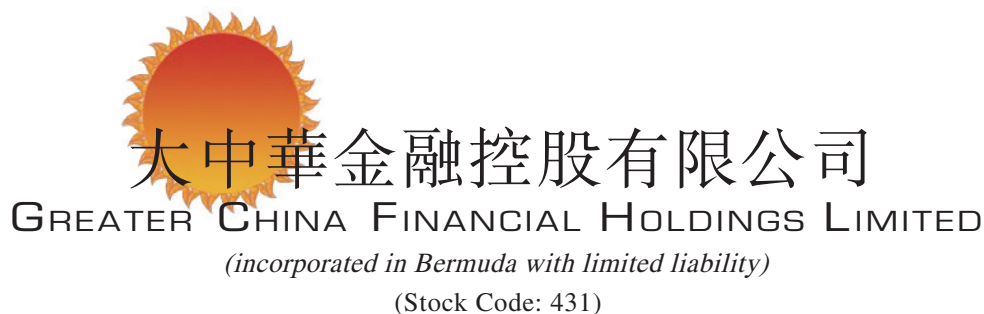 大中華金融控股有限公司
GREATER CHINA FINANCIAL HOLDINGS LIMITED
(incorporated in Bermuda with limited liability)
(Stock Code: 431)